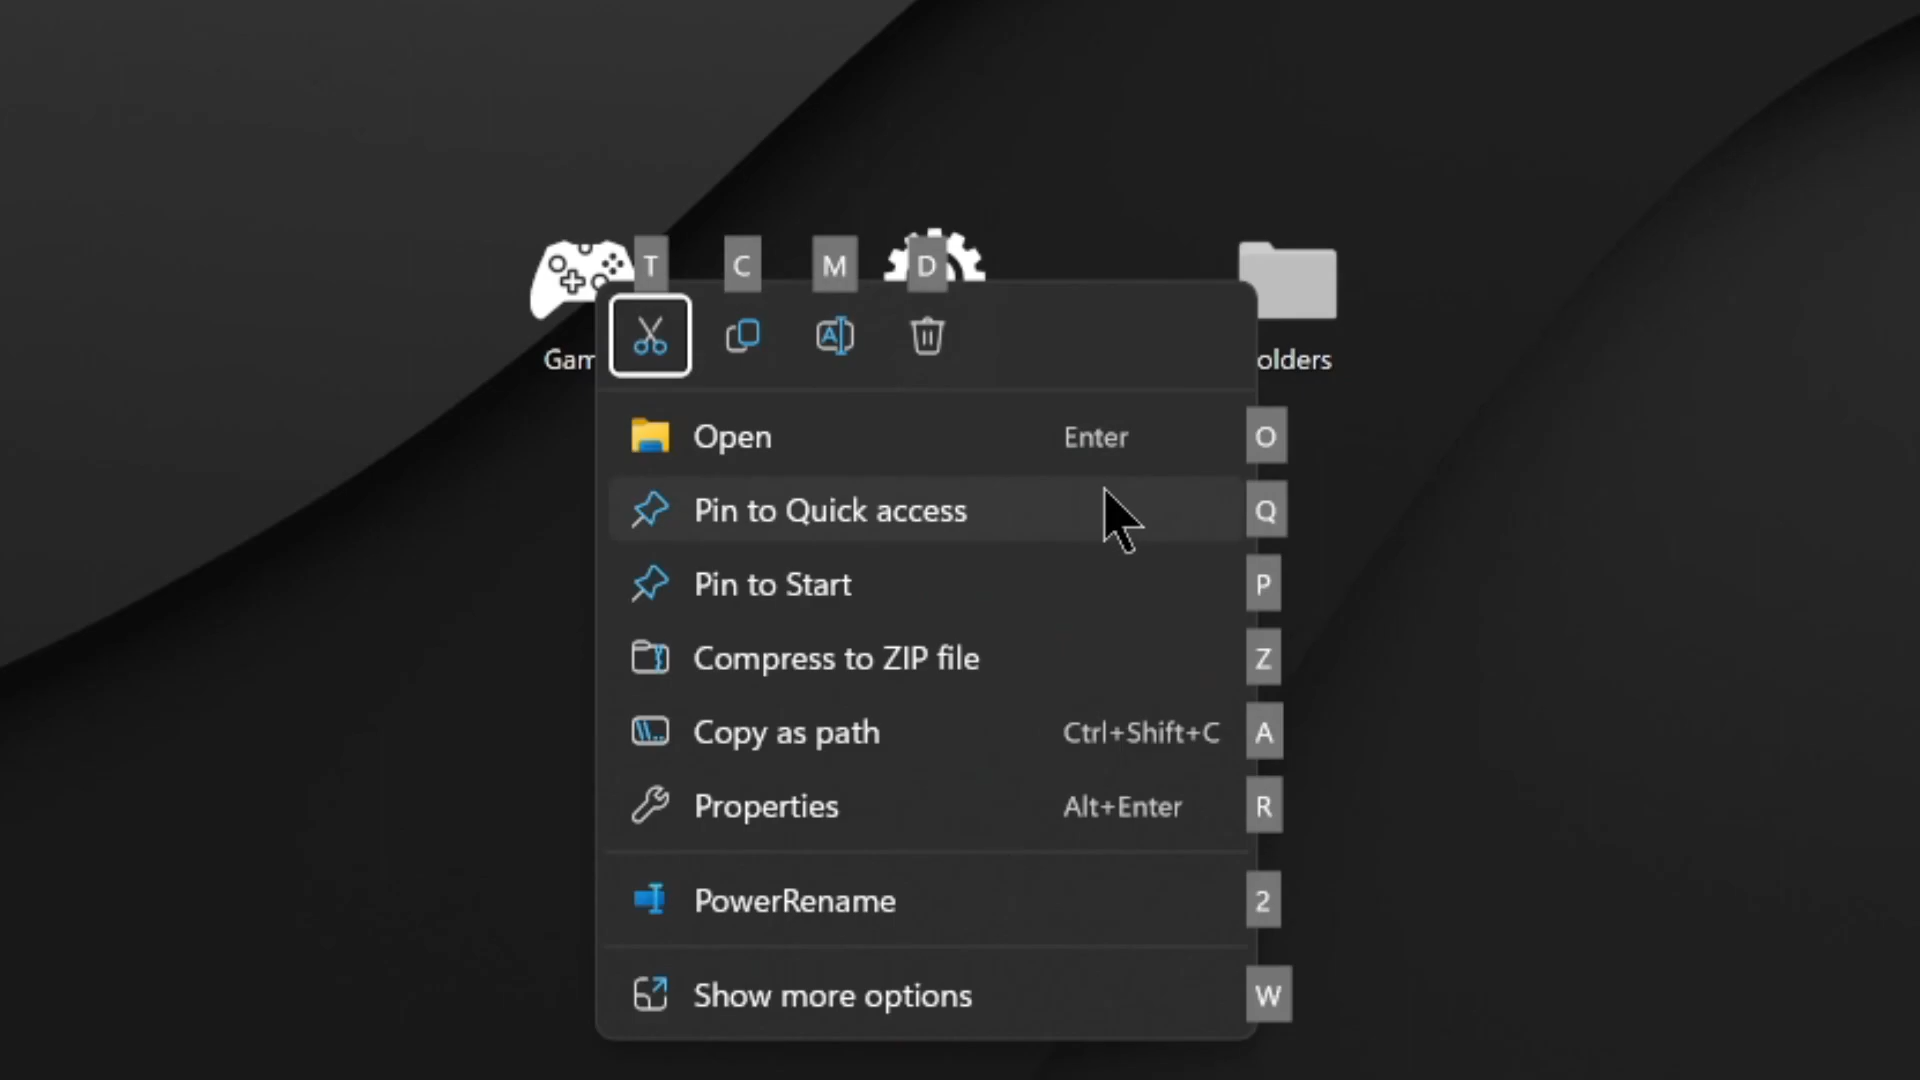 T C M D
Gam
olders
Open Enter O
Pin to Quick access Q
Pin to Start P
Compress to ZIP file Z
Copy as path Ctrl+Shift+C A
Properties Alt+Enter R
PowerRename 2
Show more options W